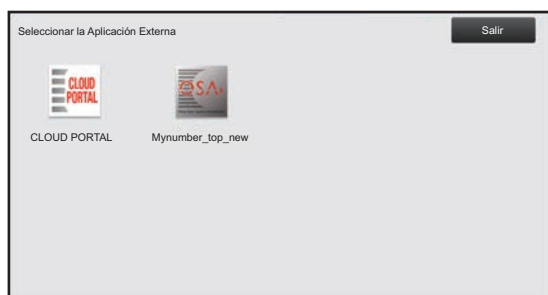 Seleccionar la Aplicación Externa
Salir
CLOUD
PORTAL
OSA
CLOUD PORTAL
Mynumber_top_new